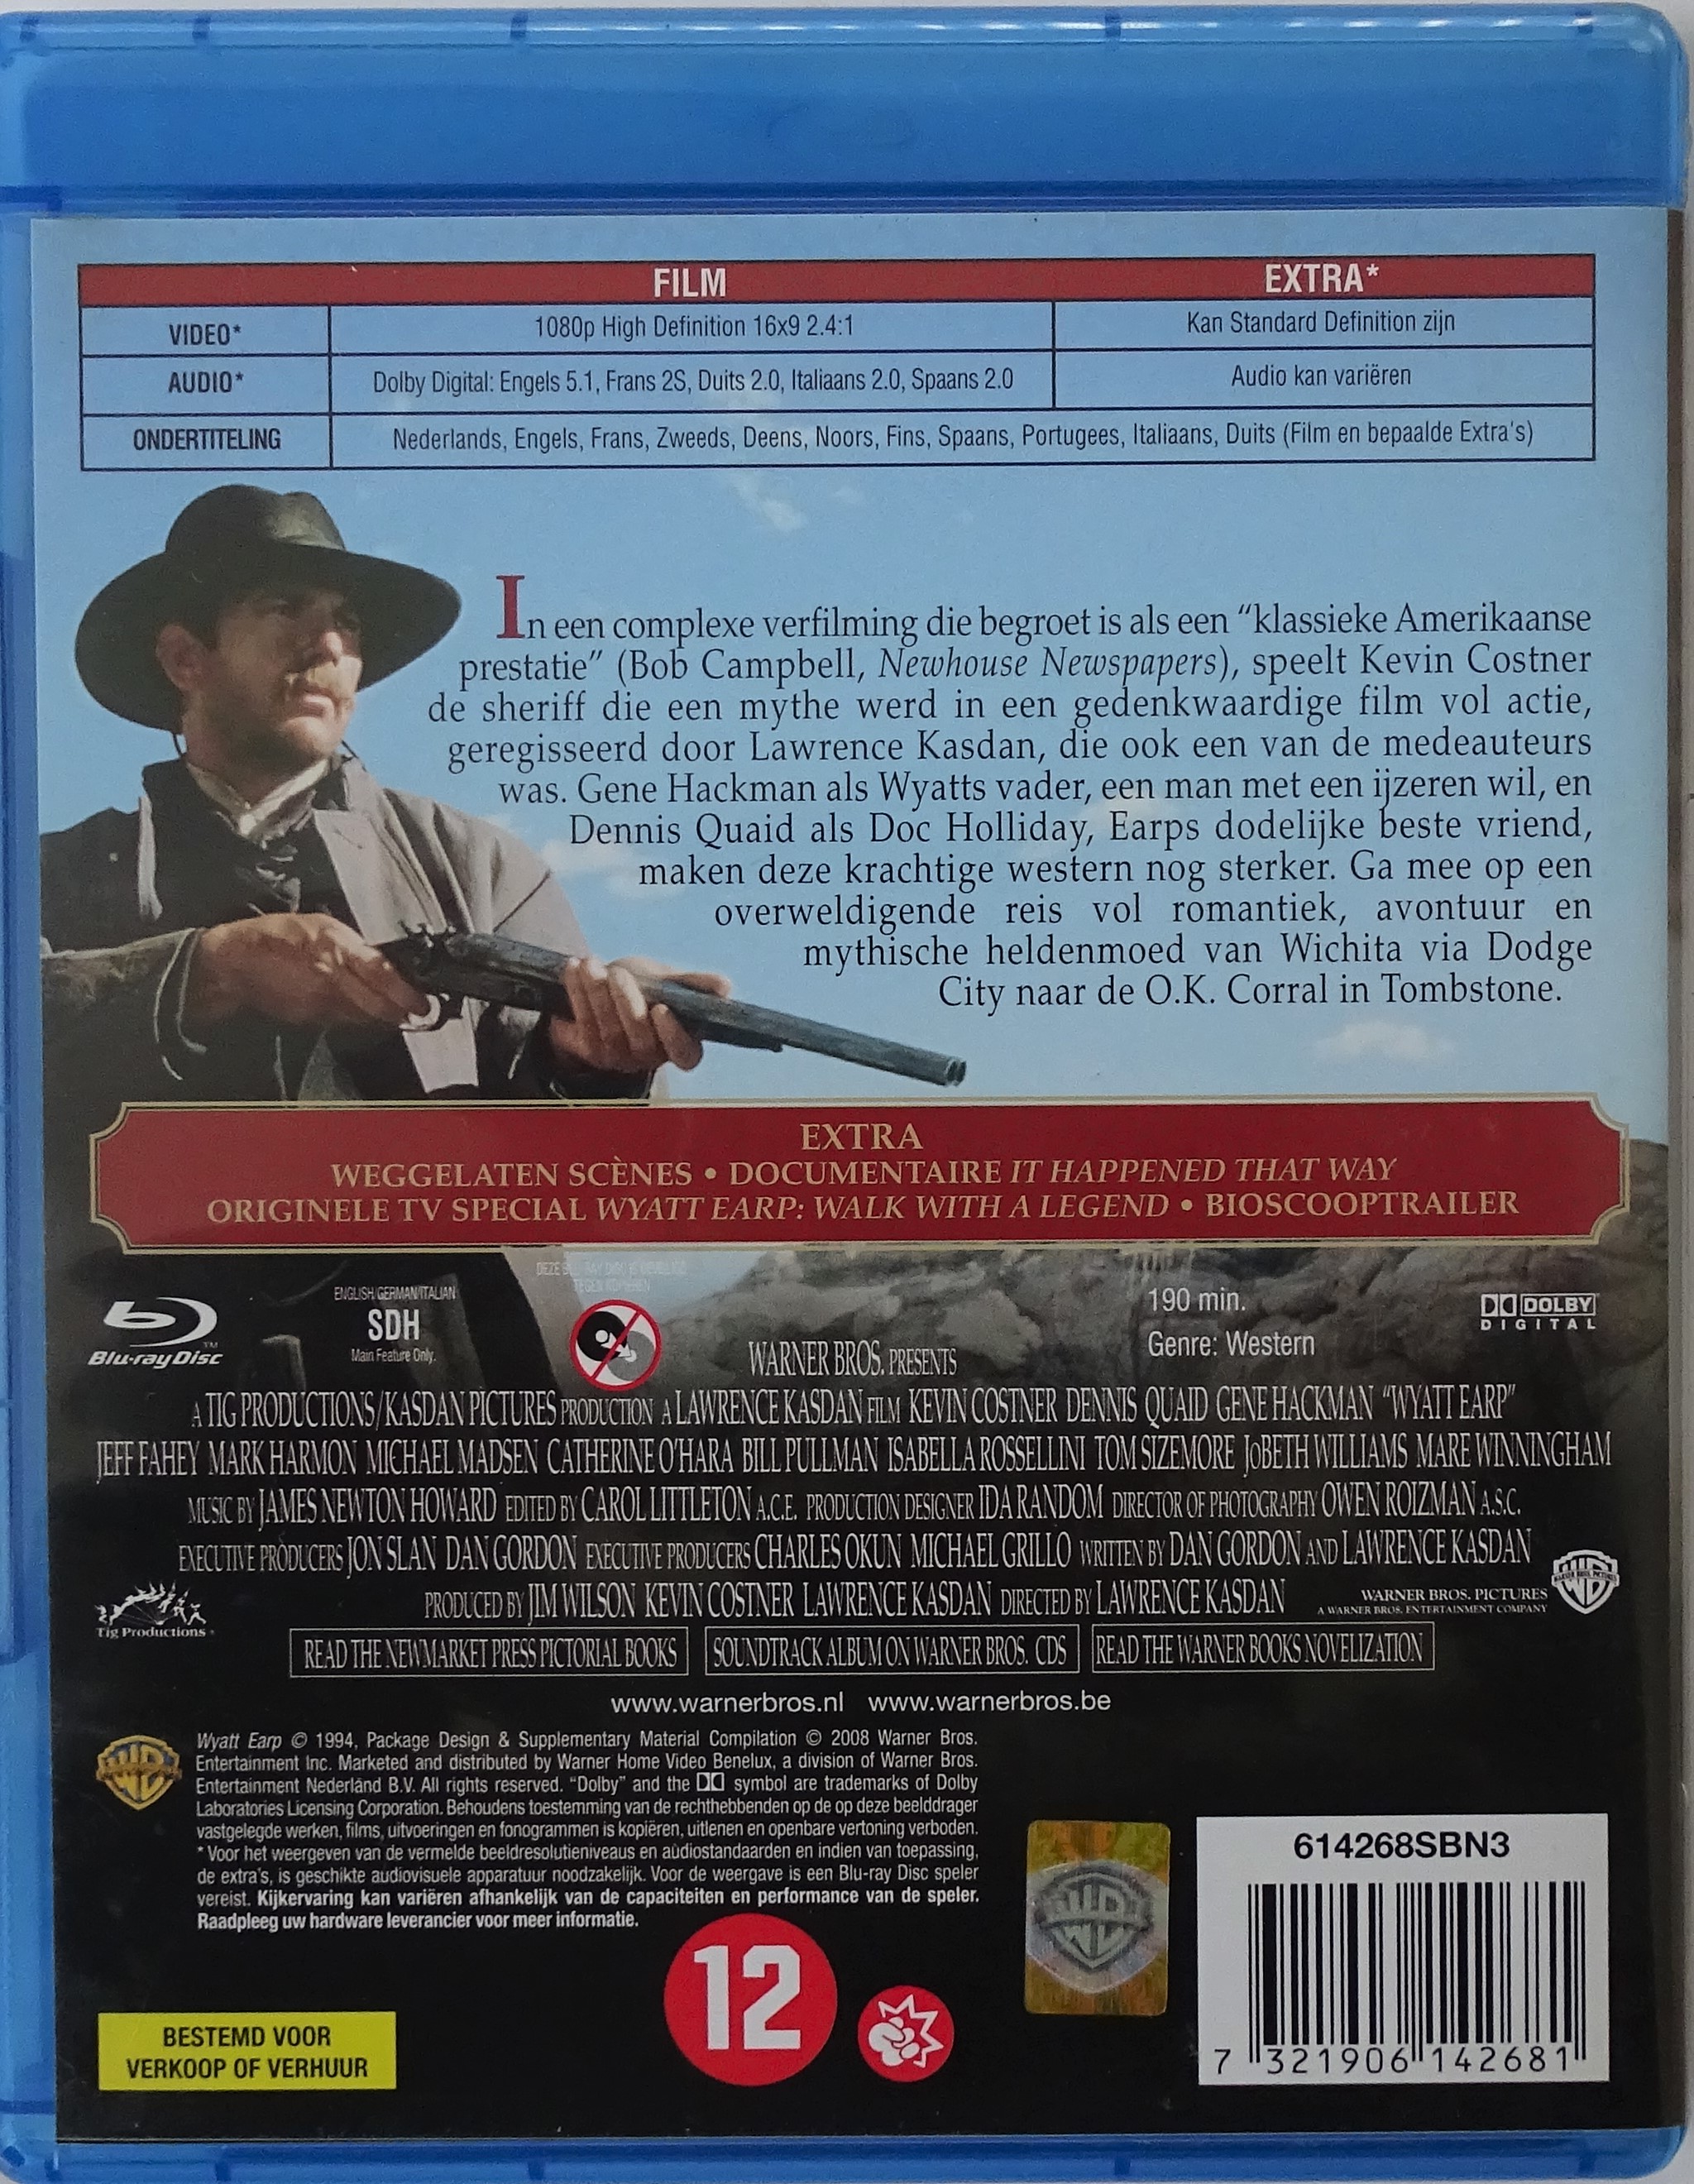 FILM EXTRA*
VIDEO* 1080p High Definition 16x9 2.4:1 Kan Standard Definition zijn
AUDIO* Dolby Digital: Engels 5.1, Frans 2S, Duits 2.0, Italiaans 2.0, Spaans 2.0 Audio kan variëren
ONDERTITELING Nederlands, Engels, Frans, Zweeds, Deens, Noors, Fins, Spaans, Portugees, Italiaans, Duits (Film en bepaalde Extra's)
In een complexe verfilming die begroet is als een “klassieke Amerikaanse
prestatie” (Bob Campbell, Newhouse Newspapers), speelt Kevin Costner
de sheriff die een mythe werd in een gedenkwaardige film vol actie,
geregisseerd door Lawrence Kasdan, die ook een van de medeauteurs
was. Gene Hackman als Wyatts vader, een man met een ijzeren wil, en
Dennis Quaid als Doc Holliday, Earps dodelijke beste vriend,
maken deze krachtige western nog sterker. Ga mee op een
overweldigende reis vol romantiek, avontuur en
mythische heldenmoed van Wichita via Dodge
City naar de O.K. Corral in Tombstone.
EXTRA
WEGGELATEN SCÈNES • DOCUMENTAIRE IT HAPPENED THAT WAY
ORIGINELE TV SPECIAL WYATT EARP: WALK WITH A LEGEND • BIOSCOOPTRAILER
Blu-ray Disc TM
ENGLISH/GERMAN/ITALIAN
SDH
Main Feature Only.
190 min.
Genre: Western
DOLBY
DIGITAL
WARNER BROS. PRESENTS
A TIG PRODUCTIONS/KASDAN PICTURES PRODUCTION A LAWRENCE KASDAN FILM KEVIN COSTNER DENNIS QUAID GENE HACKMAN “WYATT EARP”
JEFF FAHEY MARK HARMON MICHAEL MADSEN CATHERINE O'HARA BILL PULLMAN ISABELLA ROSSELLINI TOM SIZEMORE JoBETH WILLIAMS MARE WINNINGHAM
MUSIC BY JAMES NEWTON HOWARD EDITED BY CAROL LITTLETON A.C.E. PRODUCTION DESIGNER IDA RANDOM DIRECTOR OF PHOTOGRAPHY OWEN ROIZMAN A.S.C.
EXECUTIVE PRODUCERS JON SLAN DAN GORDON EXECUTIVE PRODUCERS CHARLES OKUN MICHAEL GRILLO WRITTEN BY DAN GORDON AND LAWRENCE KASDAN
PRODUCED BY JIM WILSON KEVIN COSTNER LAWRENCE KASDAN DIRECTED BY LAWRENCE KASDAN
Tig Productions
WARNER BROS. PICTURES
A WARNER BROS. ENTERTAINMENT COMPANY
READ THE NEWMARKET PRESS PICTORIAL BOOKS SOUNDTRACK ALBUM ON WARNER BROS. CDS READ THE WARNER BOOKS NOVELIZATION
www.warnerbros.nl www.warnerbros.be
Wyatt Earp © 1994, Package Design & Supplementary Material Compilation © 2008 Warner Bros.
Entertainment Inc. Marketed and distributed by Warner Home Video Benelux, a division of Warner Bros.
Entertainment Nederland B.V. All rights reserved. “Dolby” and the symbol are trademarks of Dolby
Laboratories Licensing Corporation. Behoudens toestemming van de rechthebbenden op de op deze beelddrager
vastgelegde werken, films, uitvoeringen en fonogrammen is kopiëren, uitlenen en openbare vertoning verboden.
* Voor het weergeven van de vermelde beeldresolutieniveaus en audiostandaarden en indien van toepassing,
de extra's, is geschikte audiovisuele apparatuur noodzakelijk. Voor de weergave is een Blu-ray Disc speler
vereist. Kijkervaring kan variëren afhankelijk van de capaciteiten en performance van de speler.
Raadpleeg uw hardware leverancier voor meer informatie.
BESTEMD VOOR
VERKOOP OF VERHUUR
12
614268SBN3
7 321906 142681